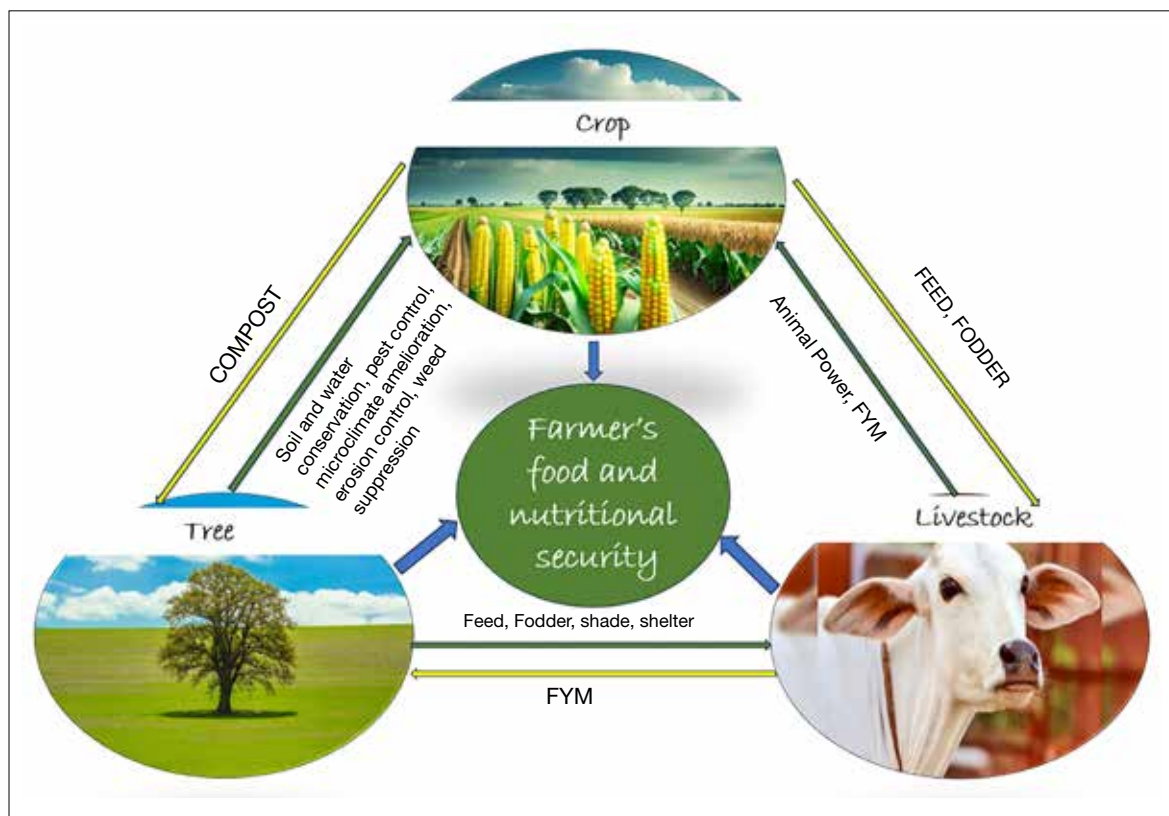 Crop
COMPOST
Soil and water
conservation, pest control,
microclimate amelioration,
erosion control, weed
suppression
Animal Power, FYM
FEED, FODDER
Farmer's
food and
nutritional
security
Tree
Livestock
Feed, Fodder, shade, shelter
FYM